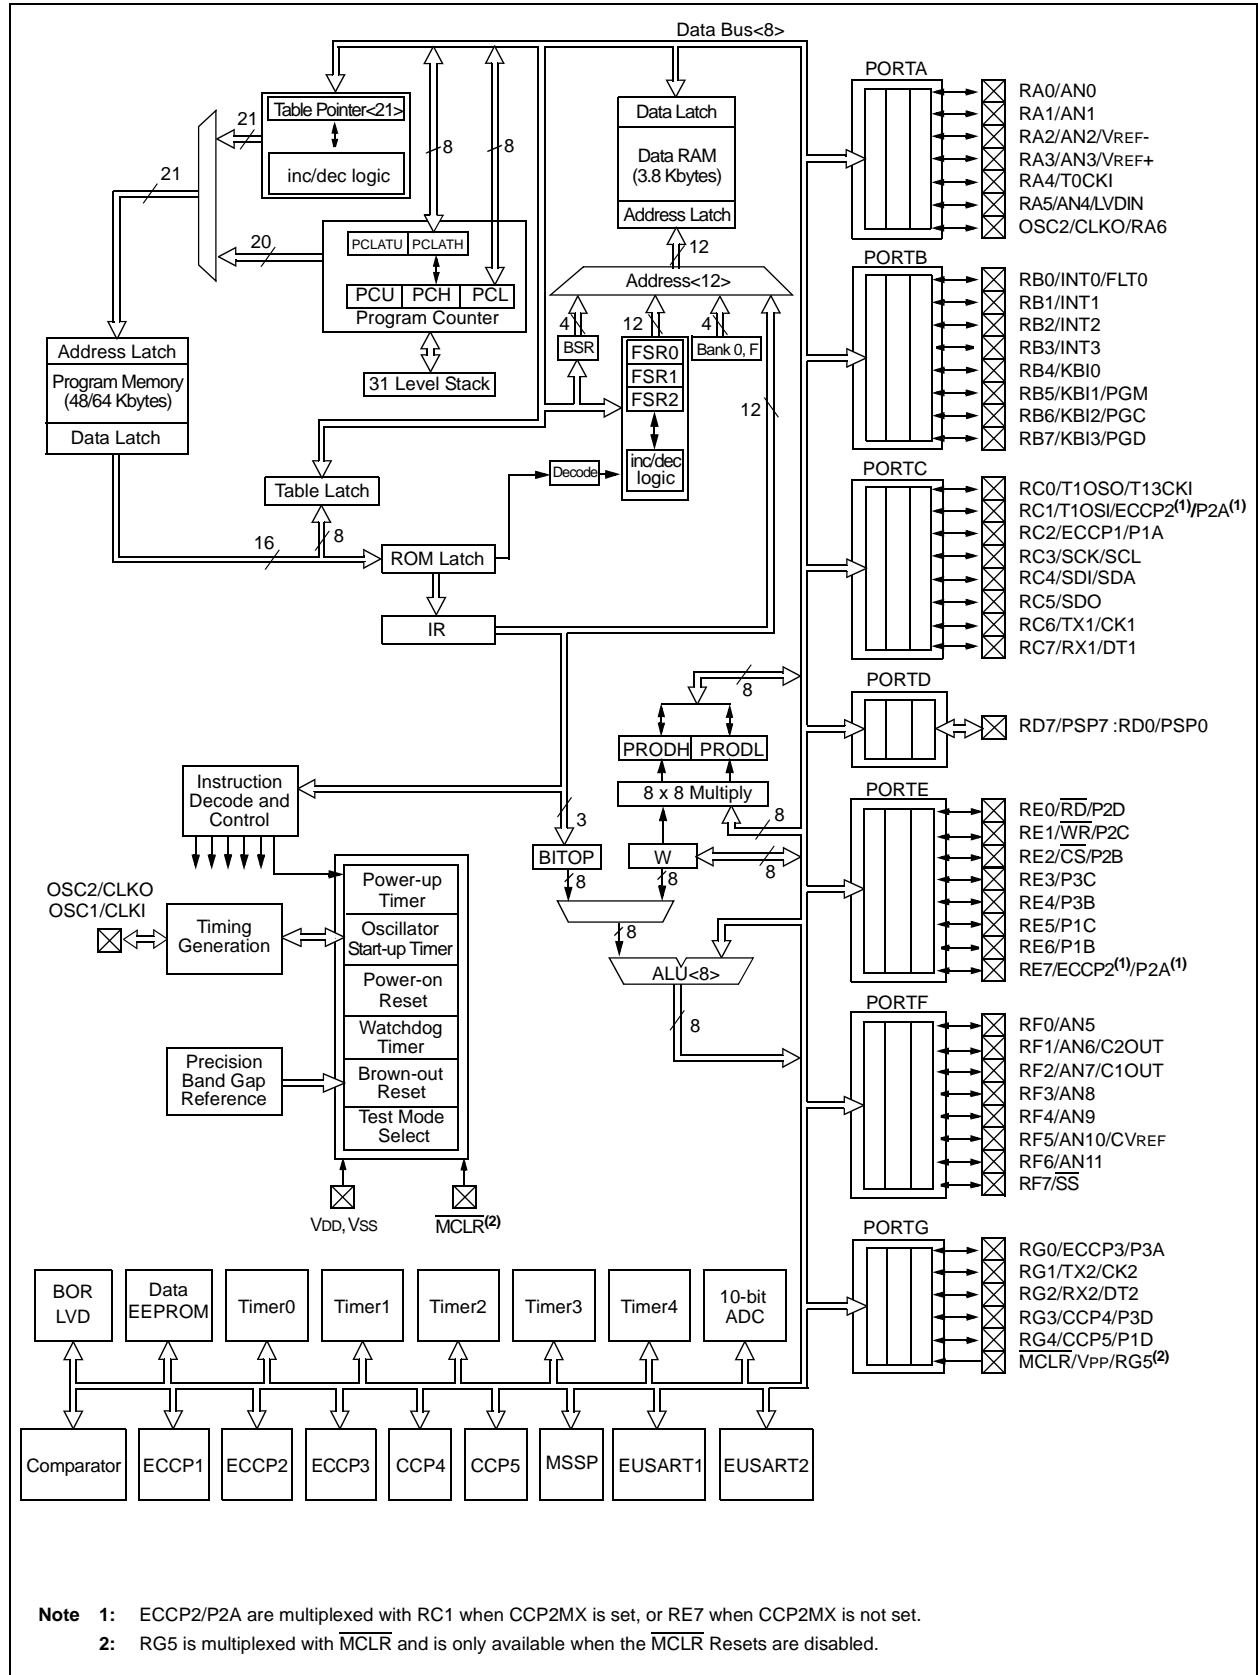 Data Bus<8>
Table Pointer<21>
inc/dec logic
21
21
20
8
8
PCLATU
PCLATH
PCU
PCH
PCL
Program Counter
31 Level Stack
Address Latch
Program Memory
(48/64 Kbytes)
Data Latch
Table Latch
16
8
ROM Latch
IR
Data Latch
Data RAM
(3.8 Kbytes)
Address Latch
12
Address<12>
4
12
4
BSR
FSR0
FSR1
FSR2
Bank 0, F
inc/dec
logic
Decode
12
8
PRODH
PRODL
8 x 8 Multiply
8
3
BITOP
W
8
8
8
8
ALU<8>
8
Instruction
Decode and
Control
OSC2/CLKO
OSC1/CLKI
Timing
Generation
Power-up
Timer
Oscillator
Start-up Timer
Power-on
Reset
Watchdog
Timer
Brown-out
Reset
Test Mode
Select
Precision
Band Gap
Reference
VDD, VSS
MCLR(2)
PORTA
RA0/AN0
RA1/AN1
RA2/AN2/VREF-
RA3/AN3/VREF+
RA4/T0CKI
RA5/AN4/LVDIN
OSC2/CLKO/RA6
PORTB
RB0/INT0/FLT0
RB1/INT1
RB2/INT2
RB3/INT3
RB4/KBI0
RB5/KBI1/PGM
RB6/KBI2/PGC
RB7/KBI3/PGD
PORTC
RC0/T1OSO/T13CKI
RC1/T1OSI/ECCP2(1)/P2A(1)
RC2/ECCP1/P1A
RC3/SCK/SCL
RC4/SDI/SDA
RC5/SDO
RC6/TX1/CK1
RC7/RX1/DT1
PORTD
RD7/PSP7 :RD0/PSP0
PORTE
RE0/RD/P2D
RE1/WR/P2C
RE2/CS/P2B
RE3/P3C
RE4/P3B
RE5/P1C
RE6/P1B
RE7/ECCP2(1)/P2A(1)
PORTF
RF0/AN5
RF1/AN6/C2OUT
RF2/AN7/C1OUT
RF3/AN8
RF4/AN9
RF5/AN10/CVREF
RF6/AN11
RF7/SS
PORTG
RG0/ECCP3/P3A
RG1/TX2/CK2
RG2/RX2/DT2
RG3/CCP4/P3D
RG4/CCP5/P1D
MCLR/VPP/RG5(2)
BOR
LVD
Data
EEPROM
Timer0
Timer1
Timer2
Timer3
Timer4
10-bit
ADC
Comparator
ECCP1
ECCP2
ECCP3
CCP4
CCP5
MSSP
EUSART1
EUSART2
Note 1: ECCP2/P2A are multiplexed with RC1 when CCP2MX is set, or RE7 when CCP2MX is not set.
2: RG5 is multiplexed with MCLR and is only available when the MCLR Resets are disabled.